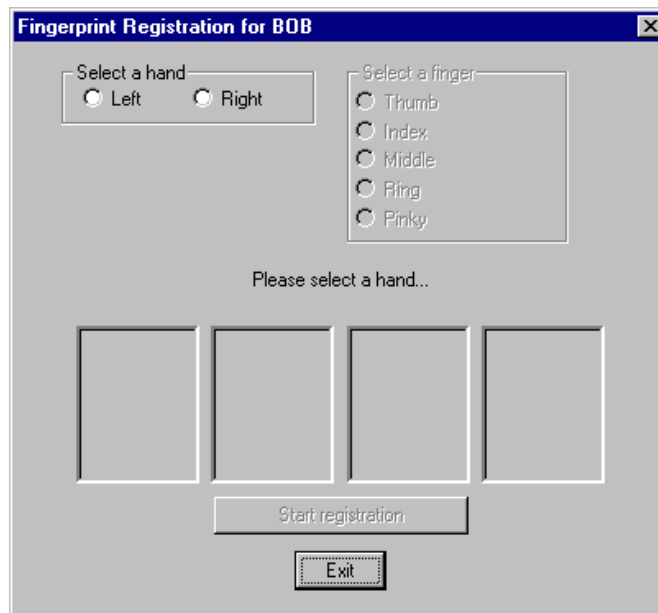 Fingerprint Registration for BOB
Select a hand
Left Right
Select a finger
Thumb
Index
Middle
Ring
Pinky
Please select a hand...
Start registration
Exit